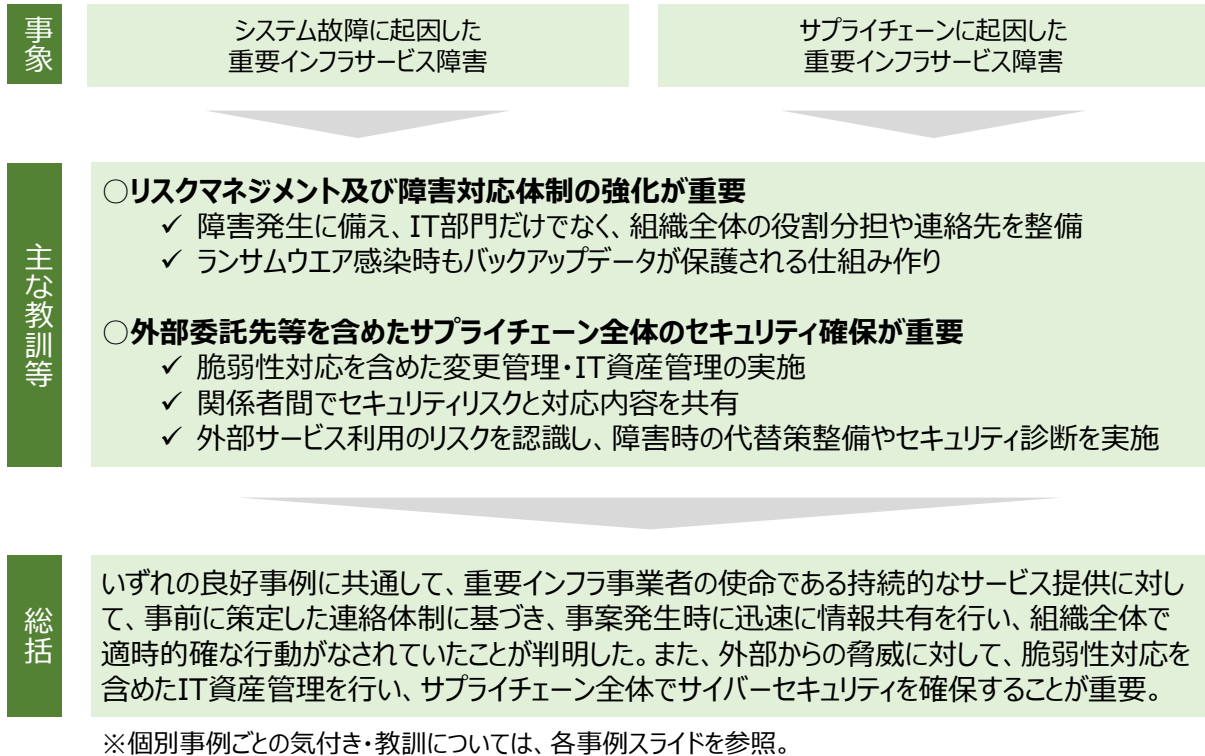 事象
システム故障に起因した
重要インフラサービス障害
サプライチェーンに起因した
重要インフラサービス障害
主な教訓等
○リスクマネジメント及び障害対応体制の強化が重要
✓ 障害発生に備え、IT部門だけでなく、組織全体の役割分担や連絡先を整備
✓ ランサムウエア感染時もバックアップデータが保護される仕組み作り
○外部委託先等を含めたサプライチェーン全体のセキュリティ確保が重要
✓ 脆弱性対応を含めた変更管理・IT資産管理の実施
✓ 関係者間でセキュリティリスクと対応内容を共有
✓ 外部サービス利用のリスクを認識し、障害時の代替策整備やセキュリティ診断を実施
総括
いずれの良好事例に共通して、重要インフラ事業者の使命である持続的なサービス提供に対し
て、事前に策定した連絡体制に基づき、事案発生時に迅速に情報共有を行い、組織全体で
適時的確な行動がなされていたことが判明した。また、外部からの脅威に対して、脆弱性対応を
含めたIT資産管理を行い、サプライチェーン全体でサイバーセキュリティを確保することが重要。
※個別事例ごとの気付き・教訓については、各事例スライドを参照。